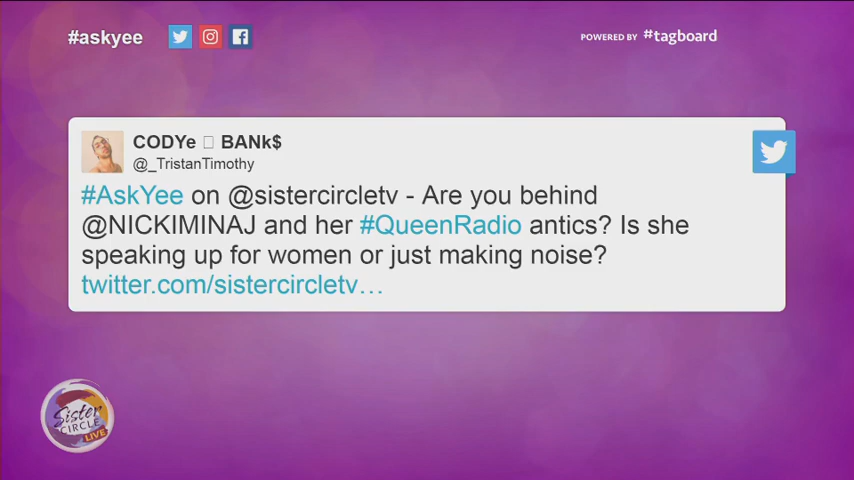 #askyee
POWERED BY #tagboard
CODYe BANk$
@_TristanTimothy
#AskYee on @sistercircletv - Are you behind
@NICKIMINAJ and her #QueenRadio antics? Is she
speaking up for women or just making noise?
twitter.com/sistercircletv…
Sister
CIRCLE
LIVE